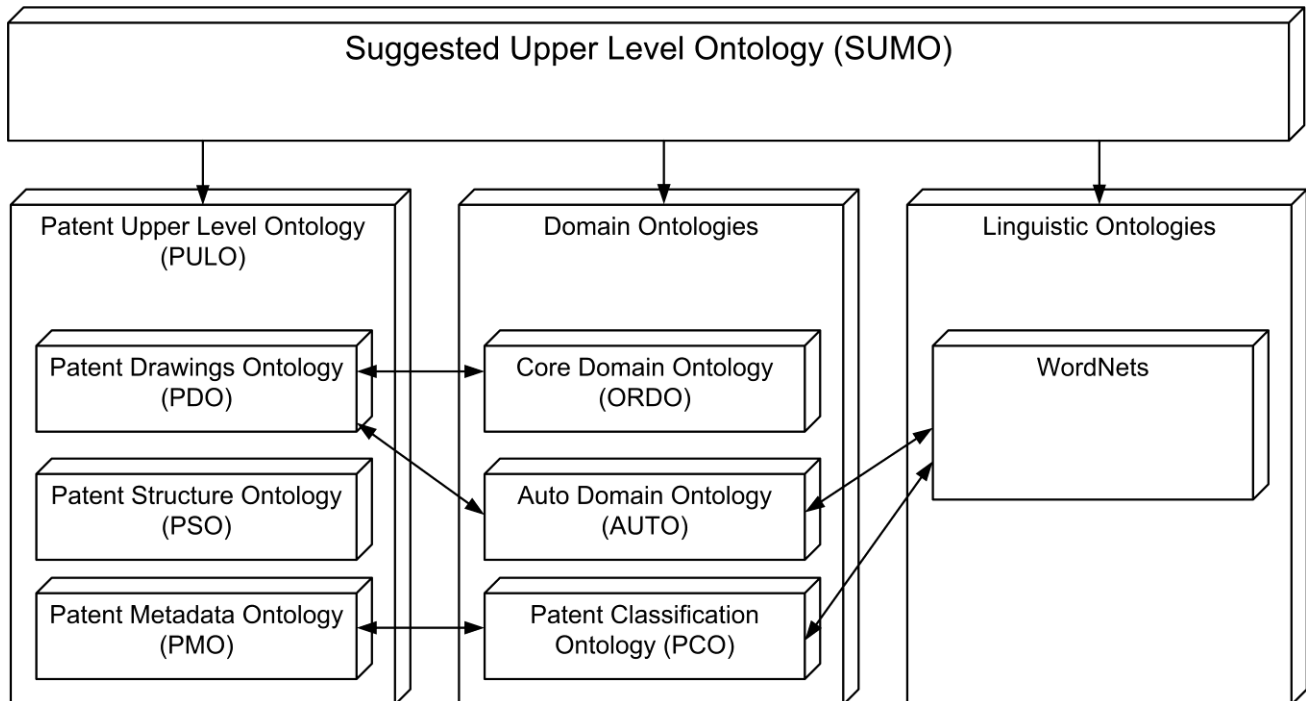 Suggested Upper Level Ontology (SUMO)
Patent Upper Level Ontology
(PULO)
Patent Drawings Ontology
(PDO)
Patent Structure Ontology
(PSO)
Patent Metadata Ontology
(PMO)
Domain Ontologies
Core Domain Ontology
(ORDO)
Auto Domain Ontology
(AUTO)
Patent Classification
Ontology (PCO)
Linguistic Ontologies
WordNets